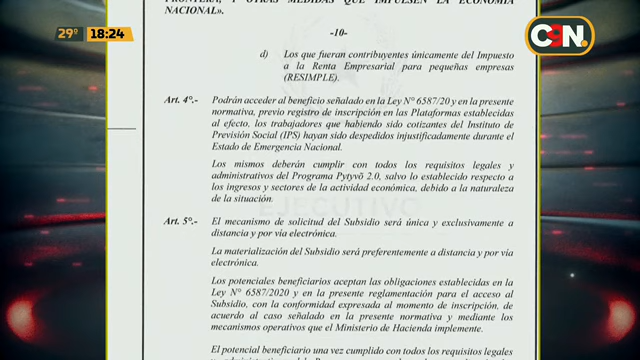 FRONTERA, Y OTRAS MEDIDAS QUE IMPULSEN LA ECONOMÍA
NACIONAL».
29° 18:24
C9N.
-10-
d) Los que fueran contribuyentes únicamente del Impuesto
a la Renta Empresarial para pequeñas empresas
(RESIMPLE).
Art. 4°.- Podrán acceder al beneficio señalado en la Ley N° 6587/20 y en la presente
normativa, previo registro de inscripción en las Plataformas establecidas
al efecto, los trabajadores que habiendo sido cotizantes del Instituto de
Previsión Social (IPS) hayan sido despedidos injustificadamente durante el
Estado de Emergencia Nacional.
Los mismos deberán cumplir con todos los requisitos legales y
administrativos del Programa Pytyvõ 2.0, salvo lo establecido respecto a
los ingresos y sectores de la actividad económica, debido a la naturaleza
de la situación.
EJECUTIVO
Art. 5°.- El mecanismo de solicitud del Subsidio será única y exclusivamente a
distancia y por vía electrónica.
La materialización del Subsidio será preferentemente a distancia y por vía
electrónica.
Los potenciales beneficiarios aceptan las obligaciones establecidas en la
Ley N° 6587/2020 y en la presente reglamentación para el acceso al
Subsidio, con la conformidad expresada al momento de inscripción, de
acuerdo al caso señalado en la presente normativa y mediante los
mecanismos operativos que el Ministerio de Hacienda implemente.
El potencial beneficiario una vez cumplido con todos los requisitos legales